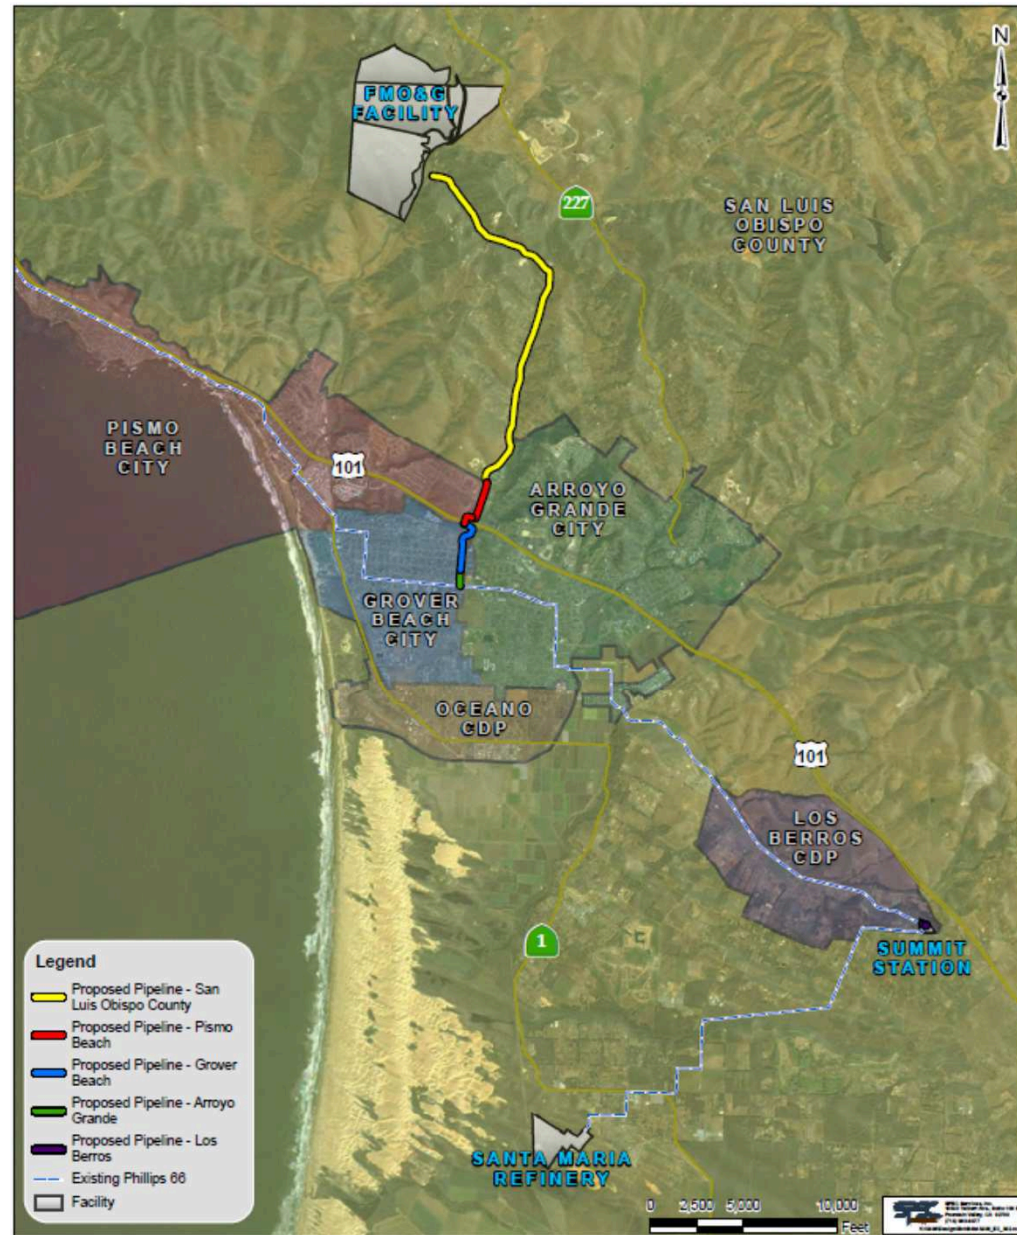 N
FMO&G
FACILITY
227
SAN LUIS
OBISPO
COUNTY
PISMO
BEACH
CITY
101
ARROYO
GRANDE
CITY
GROVER
BEACH
CITY
OCEANO
CDP
101
LOS
BERROS
CDP
1
SUMMIT
STATION
Legend
Proposed Pipeline - San
Luis Obispo County
Proposed Pipeline - Pismo
Beach
Proposed Pipeline - Grover
Beach
Proposed Pipeline - Arroyo
Grande
Proposed Pipeline - Los
Berros
Existing Phillips 66
Facility
SANTA MARIA
REFINERY
0 2,500 5,000 10,000
Feet